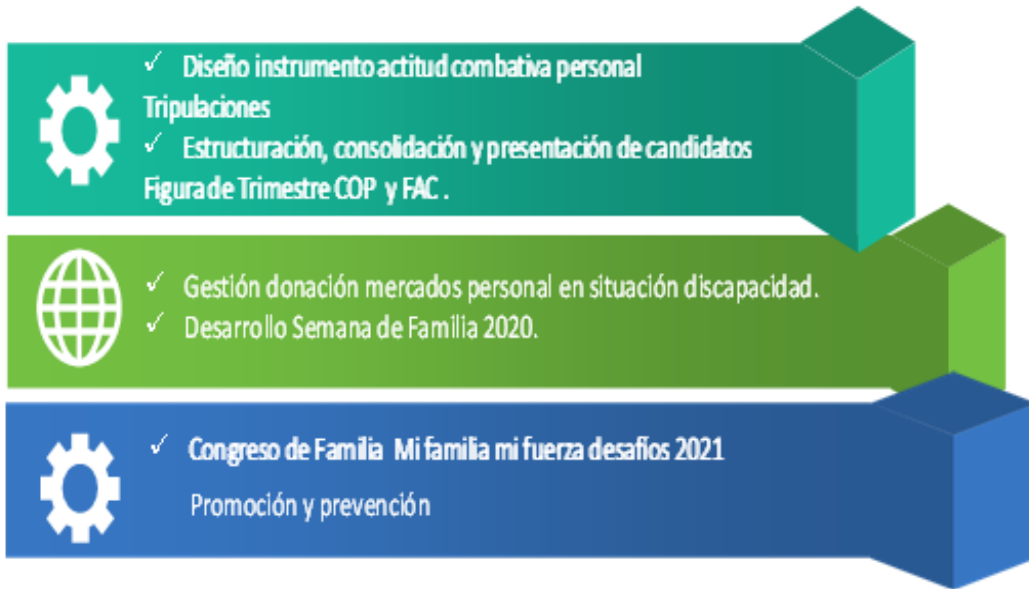 ✓ Diseño instrumento actitud combativa personal
Tripulaciones
✓ Estructuración, consolidación y presentación de candidatos
Figura de Trimestre COP y FAC .
✓ Gestión donación mercados personal en situación discapacidad.
✓ Desarrollo Semana de Familia 2020.
✓ Congreso de Familia Mi familia mi fuerza desafíos 2021
Promoción y prevención